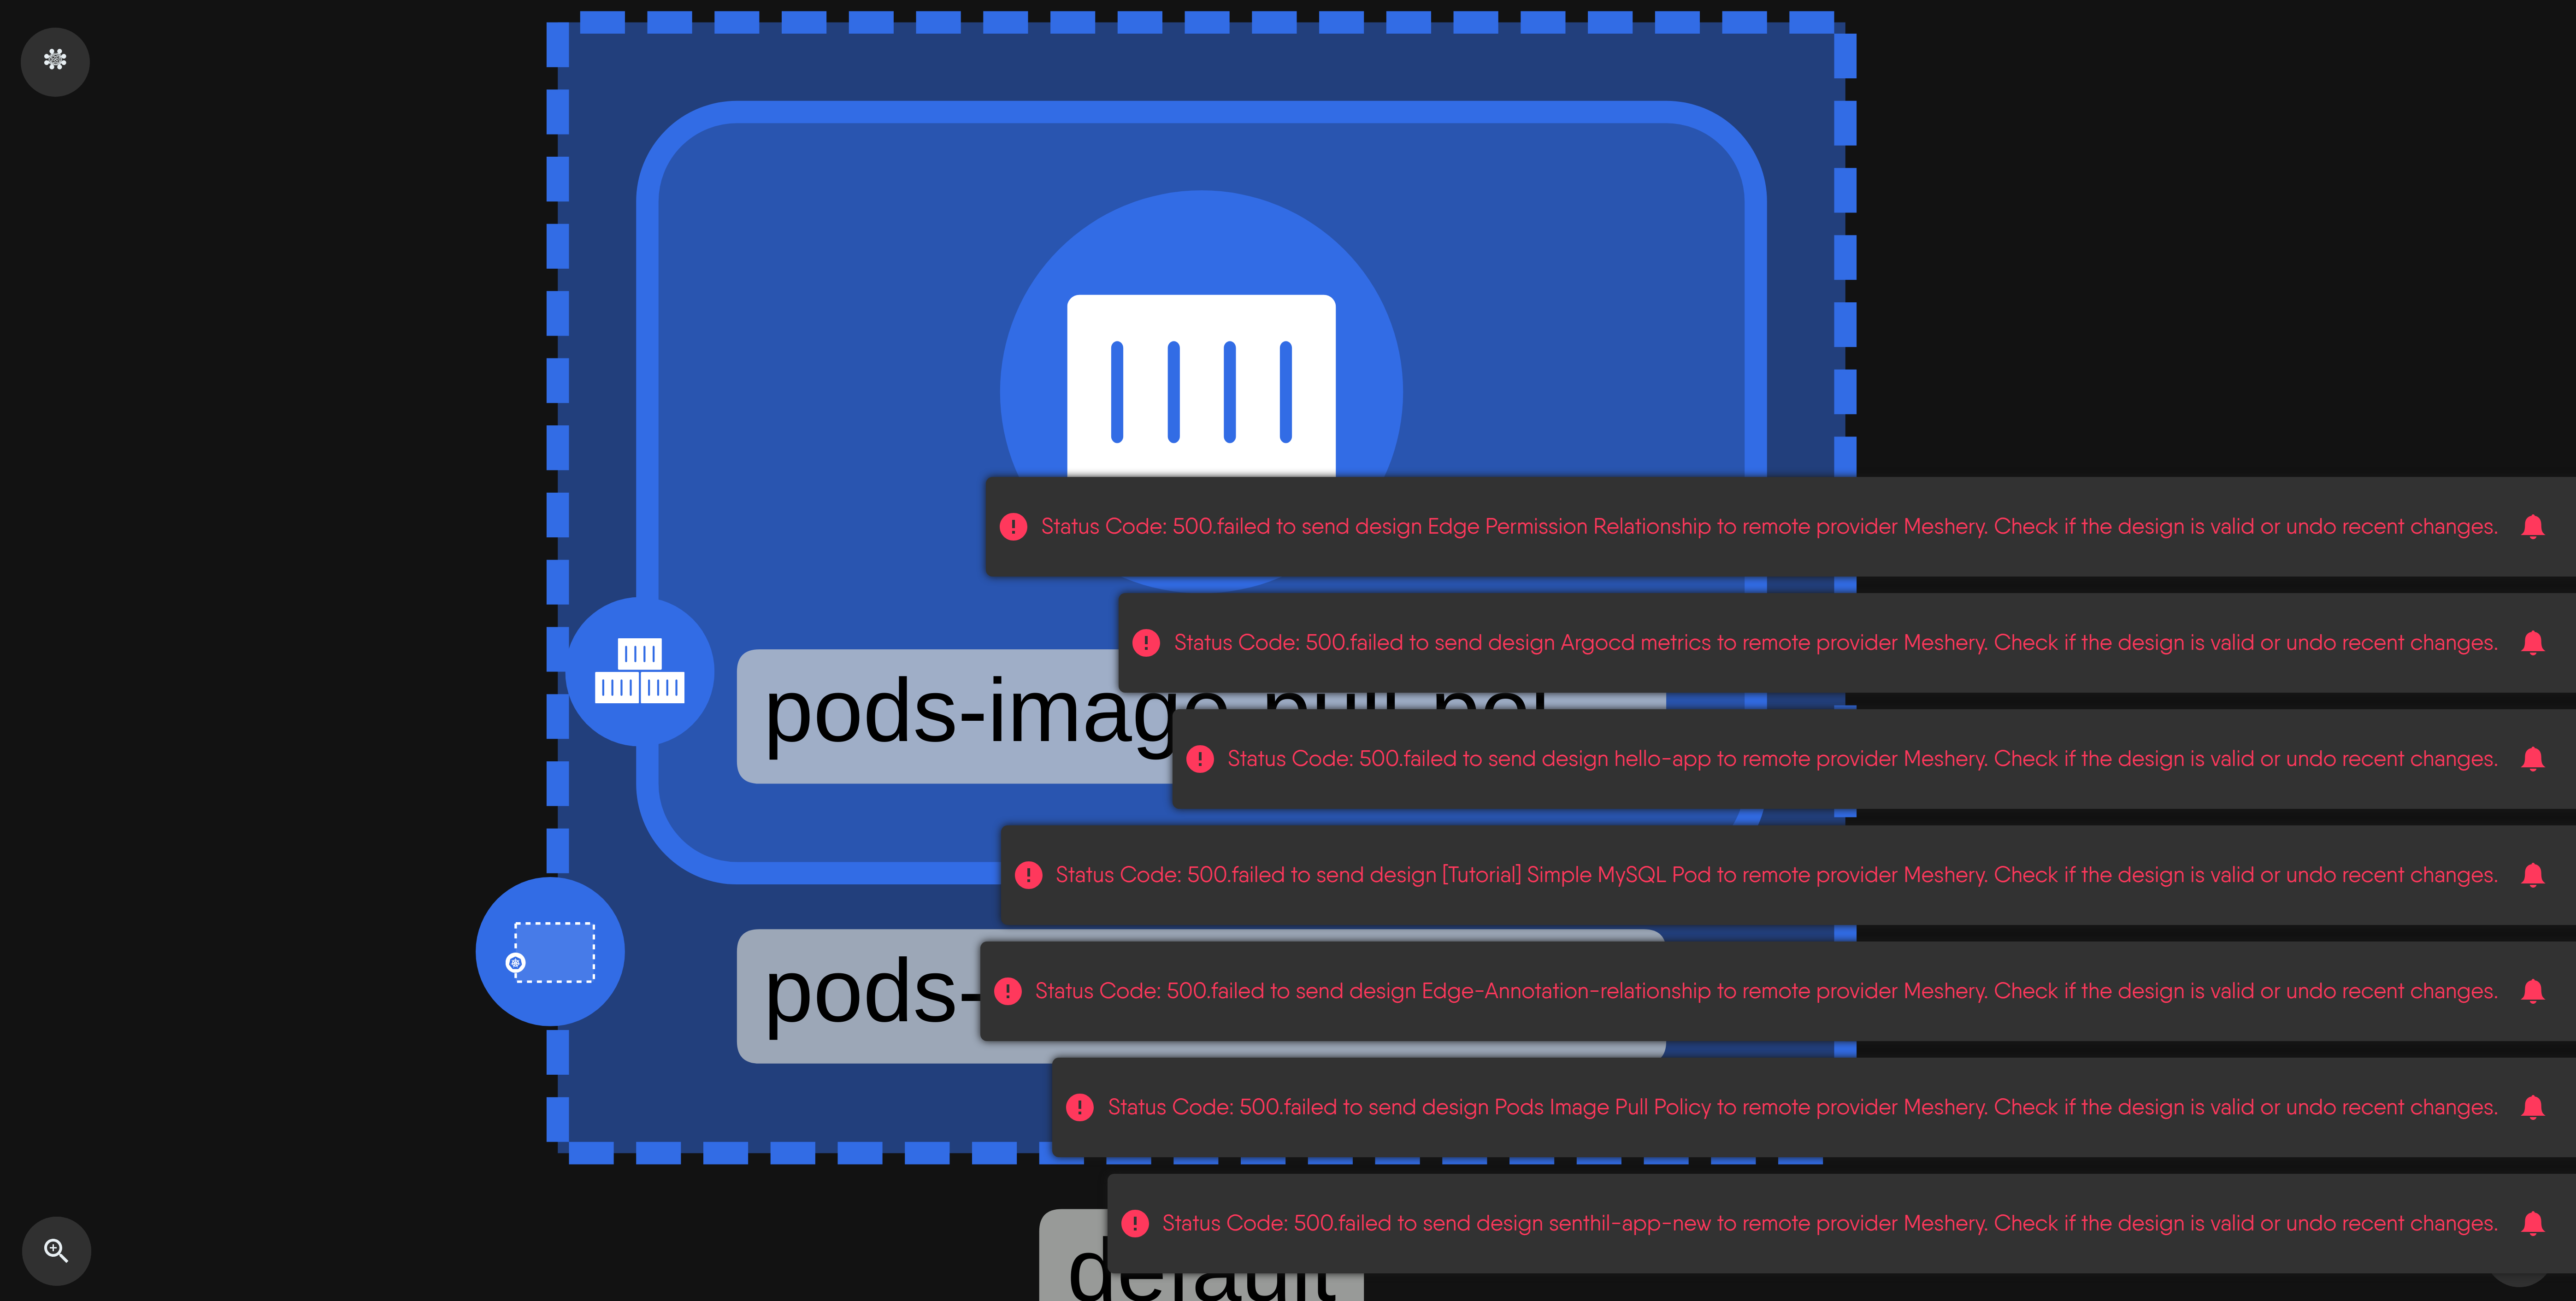 Status Code: 500.failed to send design Edge Permission Relationship to remote provider Meshery. Check if the design is valid or undo recent changes.
Status Code: 500.failed to send design Argocd metrics to remote provider Meshery. Check if the design is valid or undo recent changes.
pods-image-pull-pol
Status Code: 500.failed to send design hello-app to remote provider Meshery. Check if the design is valid or undo recent changes.
Status Code: 500.failed to send design [Tutorial] Simple MySQL Pod to remote provider Meshery. Check if the design is valid or undo recent changes.
pods-
Status Code: 500.failed to send design Edge-Annotation-relationship to remote provider Meshery. Check if the design is valid or undo recent changes.
Status Code: 500.failed to send design Pods Image Pull Policy to remote provider Meshery. Check if the design is valid or undo recent changes.
Status Code: 500.failed to send design senthil-app-new to remote provider Meshery. Check if the design is valid or undo recent changes.
default